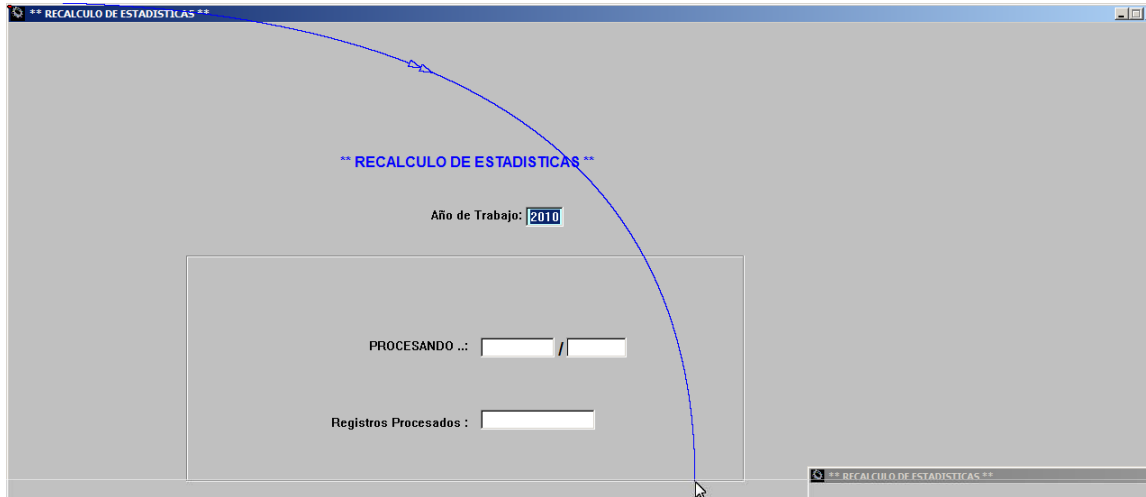 ** RECALCULO DE ESTADISTICAS **
** RECALCULO DE ESTADISTICAS **
Año de Trabajo: 2010
PROCESANDO ..: /
Registros Procesados :
** RECALCULO DE ESTADISTICAS **